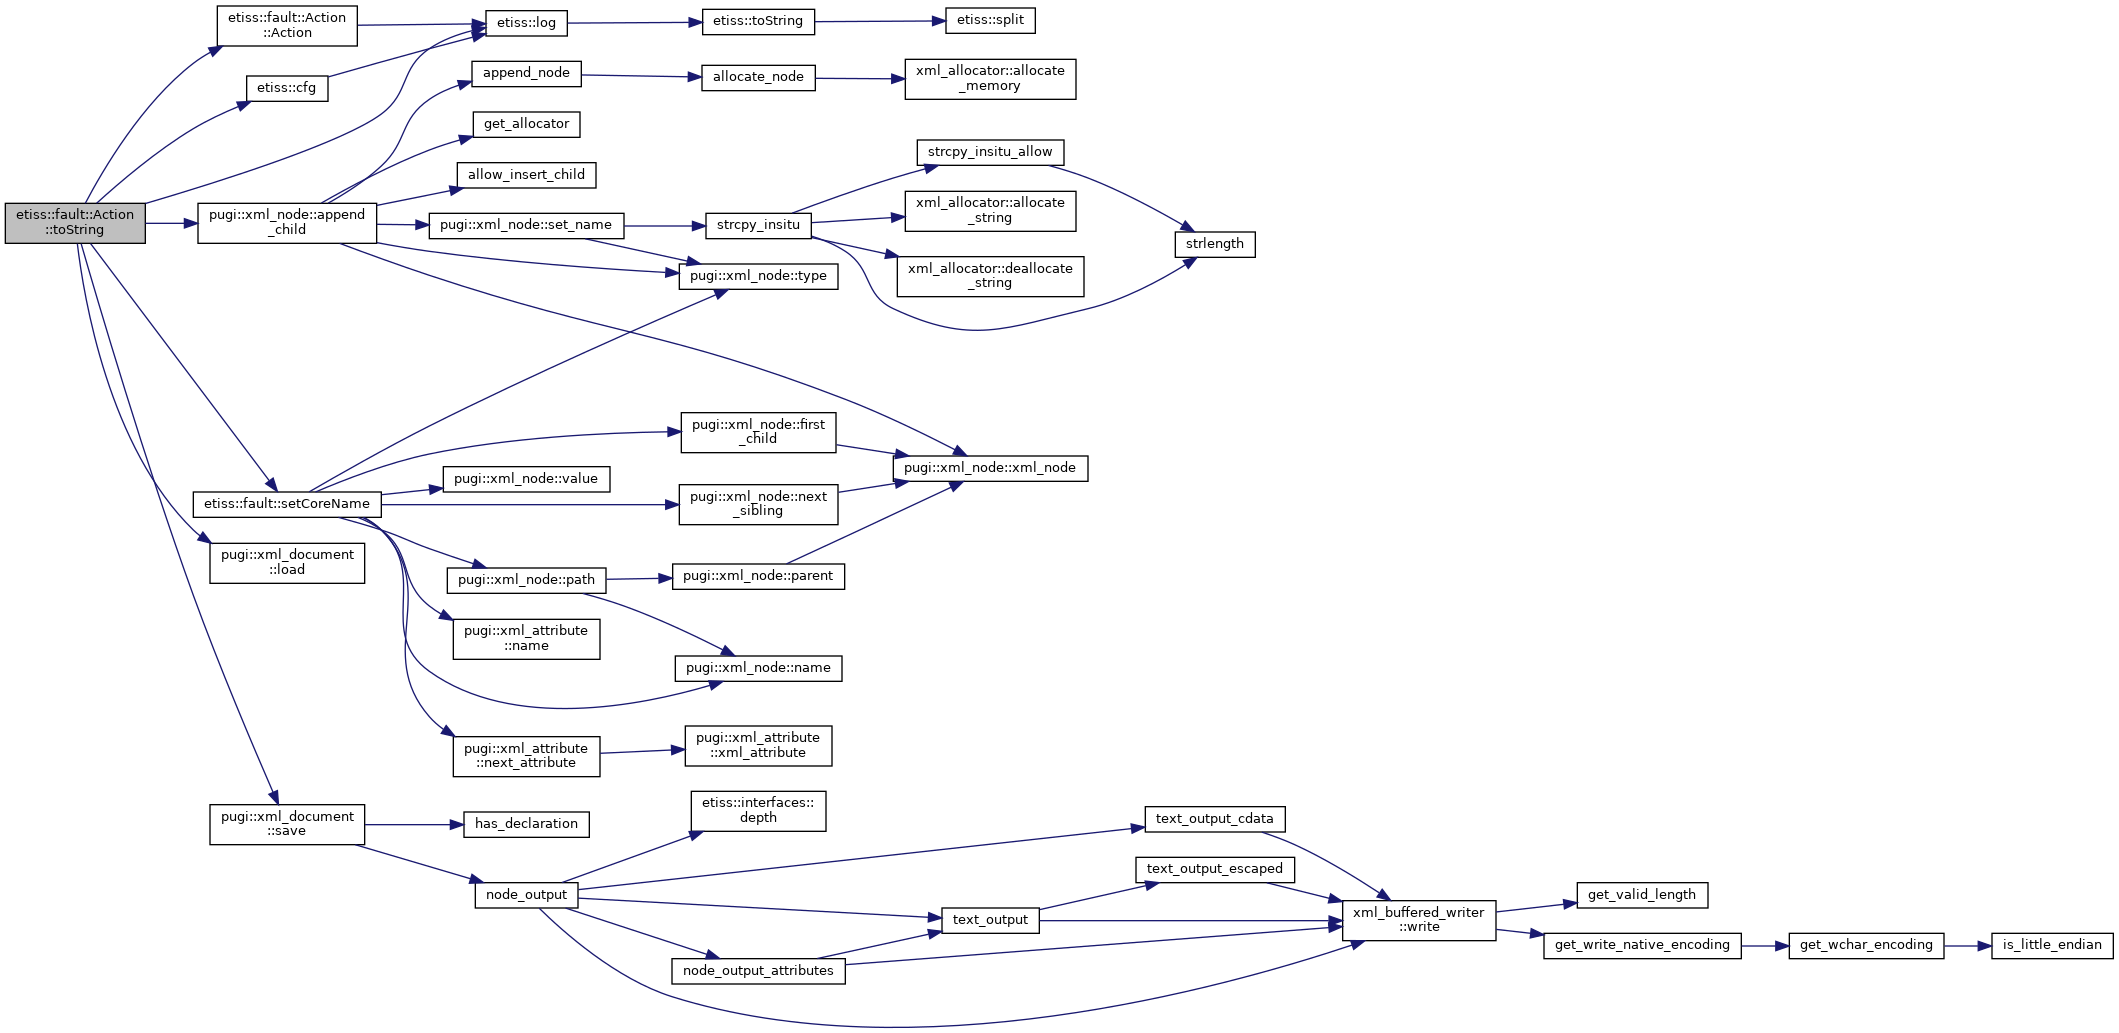 etiss::fault::Action
::toString
etiss::fault::Action
::Action
etiss::cfg
pugi::xml_node::append
_child
etiss::fault::setCoreName
pugi::xml_document
::load
pugi::xml_document
::save
etiss::log
append_node
get_allocator
allow_insert_child
pugi::xml_node::set_name
pugi::xml_node::value
pugi::xml_node::path
pugi::xml_attribute
::name
pugi::xml_attribute
::next_attribute
has_declaration
node_output
etiss::toString
allocate_node
strcpy_insitu
pugi::xml_node::type
pugi::xml_node::first
_child
pugi::xml_node::next
_sibling
pugi::xml_node::parent
pugi::xml_node::name
pugi::xml_attribute
::xml_attribute
etiss::interfaces::
depth
node_output_attributes
etiss::split
xml_allocator::allocate
_memory
strcpy_insitu_allow
xml_allocator::allocate
_string
xml_allocator::deallocate
_string
pugi::xml_node::xml_node
text_output
strlength
text_output_cdata
text_output_escaped
xml_buffered_writer
::write
get_valid_length
get_write_native_encoding
get_wchar_encoding
is_little_endian